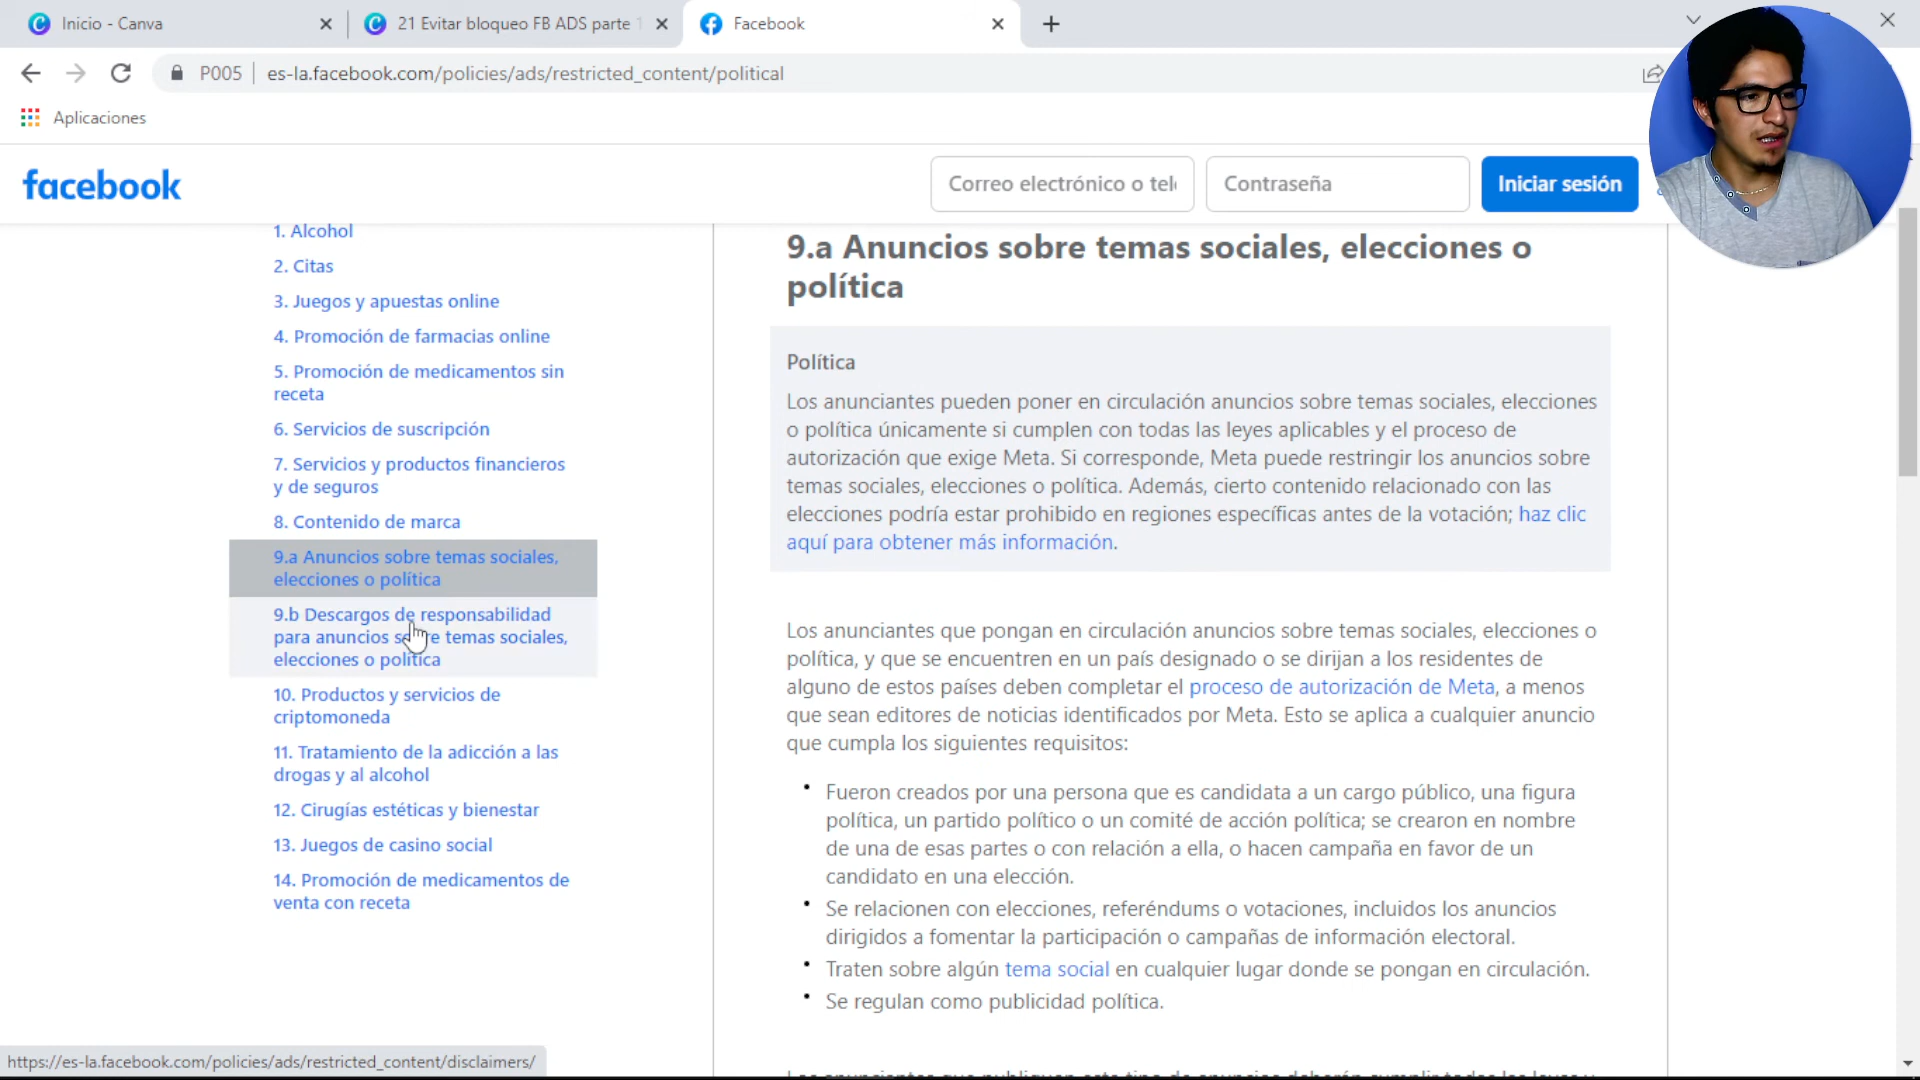 Inicio - Canva
21 Evitar bloqueo FB ADS parte 1
Facebook
P005
es-la.facebook.com/policies/ads/restricted_content/political
Aplicaciones
facebook
Correo electrónico o tel
Contraseña
Iniciar sesión
1. Alcohol
2. Citas
3. Juegos y apuestas online
4. Promoción de farmacias online
5. Promoción de medicamentos sin
receta
6. Servicios de suscripción
7. Servicios y productos financieros
y de seguros
8. Contenido de marca
9.a Anuncios sobre temas sociales,
elecciones o política
9.b Descargos de responsabilidad
para anuncios sobre temas sociales,
elecciones o política
10. Productos y servicios de
criptomoneda
11. Tratamiento de la adicción a las
drogas y al alcohol
12. Cirugías estéticas y bienestar
13. Juegos de casino social
14. Promoción de medicamentos de
venta con receta
9.a Anuncios sobre temas sociales, elecciones o
política
Política
Los anunciantes pueden poner en circulación anuncios sobre temas sociales, elecciones
o política únicamente si cumplen con todas las leyes aplicables y el proceso de
autorización que exige Meta. Si corresponde, Meta puede restringir los anuncios sobre
temas sociales, elecciones o política. Además, cierto contenido relacionado con las
elecciones podría estar prohibido en regiones específicas antes de la votación; haz clic
aquí para obtener más información.
Los anunciantes que pongan en circulación anuncios sobre temas sociales, elecciones o
política, y que se encuentren en un país designado o se dirijan a los residentes de
alguno de estos países deben completar el proceso de autorización de Meta, a menos
que sean editores de noticias identificados por Meta. Esto se aplica a cualquier anuncio
que cumpla los siguientes requisitos:
• Fueron creados por una persona que es candidata a un cargo público, una figura
política, un partido político o un comité de acción política; se crearon en nombre
de una de esas partes o con relación a ella, o hacen campaña en favor de un
candidato en una elección.
• Se relacionen con elecciones, referéndums o votaciones, incluidos los anuncios
dirigidos a fomentar la participación o campañas de información electoral.
• Traten sobre algún tema social en cualquier lugar donde se pongan en circulación.
• Se regulan como publicidad política.
https://es-la.facebook.com/policies/ads/restricted_content/disclaimers/